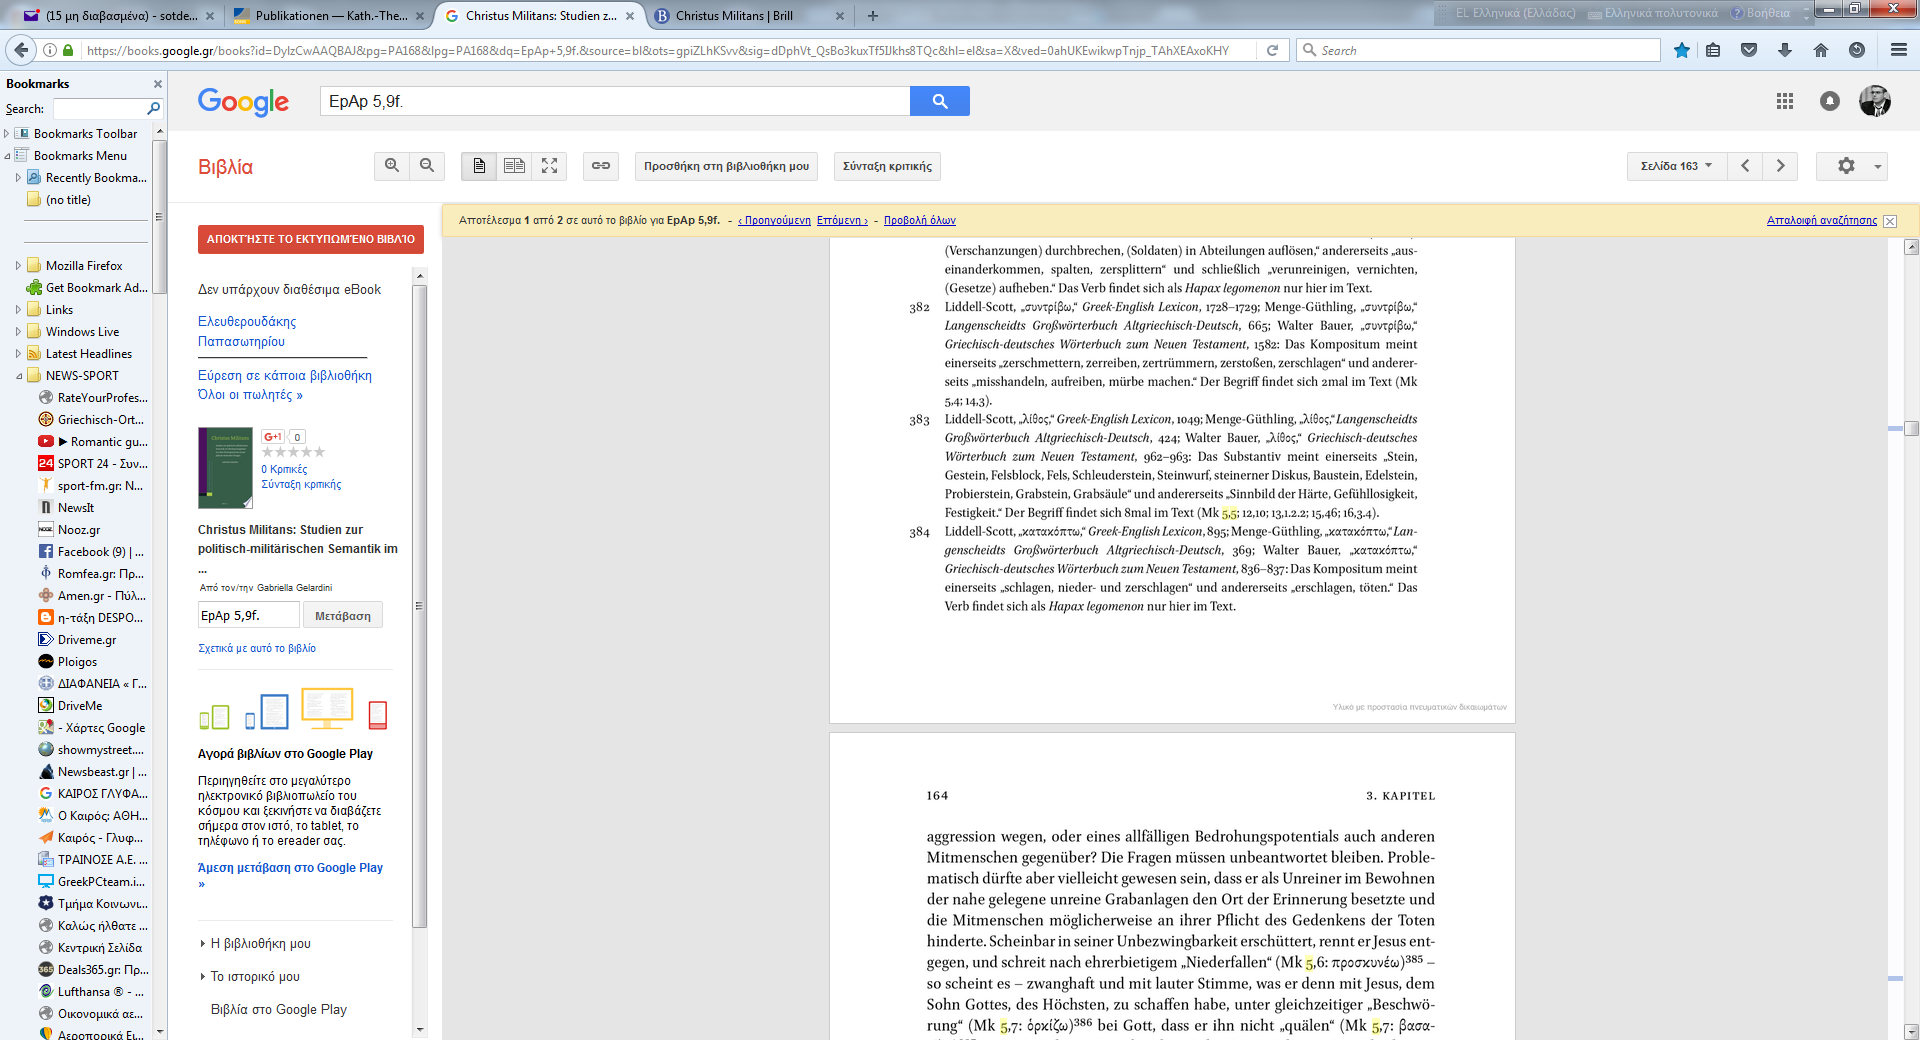 (15 μη διαβασμένα) - sotde...
Publikationen — Kath.-The...
Christus Militans: Studien z...
Christus Militans | Brill
EL Ελληνικά (Ελλάδας)
Ελληνικά πολυτονικά
Βοήθεια
https://books.google.gr/books?id=DylzCwAAQBAJ&pg=PA168&lpg=PA168&dq=EpAp+5,9f.&source=bl&ots=gpiZLhKSvv&sig=dDphVt_QsBo3kuxTf5IJkhs8TQc&hl=el&sa=X&ved=0ahUKEwikwpTnjp_TAhXEAxoKHY
Search
Bookmarks
Search:
Bookmarks Toolbar
Bookmarks Menu
Recently Bookma...
(no title)
Mozilla Firefox
Get Bookmark Ad...
Links
Windows Live
Latest Headlines
NEWS-SPORT
RateYourProfes...
Griechisch-Ort...
▶ Romantic gu...
SPORT 24 - Συν...
sport-fm.gr: Ν...
NewsIt
Nooz.gr
Facebook (9) | ...
Romfea.gr: Πρ...
Amen.gr - Πύλ...
η-τάξη DESPO...
Driveme.gr
Ploigos
ΔΙΑΦΑΝΕΙΑ « Γ...
DriveMe
- Χάρτες Google
showmystreet....
Newsbeast.gr | ...
ΚΑΙΡΟΣ ΓΛΥΦΑ...
Ο Καιρός: ΑΘΗ...
Καιρός - Γλυφ...
ΤΡΑΙΝΟΣΕ Α.Ε. ...
GreekPCteam.i...
Τμήμα Κοινωνι...
Καλώς ήλθατε ...
Κεντρική Σελίδα
Deals365.gr: Πρ...
Lufthansa ® - ...
Οικονομικά αε...
Αεροπορικά Ει...
Google
EpAp 5,9f.
Βιβλία
Προσθήκη στη βιβλιοθήκη μου
Σύνταξη κριτικής
Σελίδα 163
Αποτέλεσμα 1 από 2 σε αυτό το βιβλίο για EpAp 5,9f. - ‹ Προηγούμενη Επόμενη › - Προβολή όλων
Απαλοιφή αναζήτησης
ΑΠΟΚΤΉΣΤΕ ΤΟ ΕΚΤΥΠΩΜΈΝΟ ΒΙΒΛΊΟ
Δεν υπάρχουν διαθέσιμα eBook
Ελευθερουδάκης
Παπασωτηρίου
Εύρεση σε κάποια βιβλιοθήκη
Όλοι οι πωλητές »
Christus Militans
G+1 0
0 Κριτικές
Σύνταξη κριτικής
Christus Militans: Studien zur
politisch-militärischen Semantik im
...
Από τον/την Gabriella Gelardini
EpAp 5,9f.
Μετάβαση
Σχετικά με αυτό το βιβλίο
Αγορά βιβλίων στο Google Play
Περιηγηθείτε στο μεγαλύτερο
ηλεκτρονικό βιβλιοπωλείο του
κόσμου και ξεκινήστε να διαβάζετε
σήμερα στον ιστό, το tablet, το
τηλέφωνο ή το ereader σας.
Άμεση μετάβαση στο Google Play
»
Η βιβλιοθήκη μου
Το ιστορικό μου
Βιβλία στο Google Play
(Verschanzungen) durchbrechen, (Soldaten) in Abteilungen auflösen,“ andererseits „aus-
einanderkommen, spalten, zersplittern“ und schließlich „verunreinigen, vernichten,
(Gesetze) aufheben.“ Das Verb findet sich als Hapax legomenon nur hier im Text.
382 Liddell-Scott, „συντρίβω,“ Greek-English Lexicon, 1728–1729; Menge-Güthling, „συντρίβω,“
Langenscheidts Großwörterbuch Altgriechisch-Deutsch, 665; Walter Bauer, „συντρίβω,“
Griechisch-deutsches Wörterbuch zum Neuen Testament, 1582: Das Kompositum meint
einerseits „zerschmettern, zerreiben, zertrümmern, zerstoßen, zerschlagen“ und anderer-
seits „misshandeln, aufreiben, mürbe machen.“ Der Begriff findet sich 2mal im Text (Mk
5,4; 14,3).
383 Liddell-Scott, „λίθος,“ Greek-English Lexicon, 1049; Menge-Güthling, „λίθος,“ Langenscheidts
Großwörterbuch Altgriechisch-Deutsch, 424; Walter Bauer, „λίθος,“ Griechisch-deutsches
Wörterbuch zum Neuen Testament, 962–963: Das Substantiv meint einerseits „Stein,
Gestein, Felsblock, Fels, Schleuderstein, Steinwurf, steinerner Diskus, Baustein, Edelstein,
Probierstein, Grabstein, Grabsäule“ und andererseits „Sinnbild der Härte, Gefühllosigkeit,
Festigkeit.“ Der Begriff findet sich 8mal im Text (Mk 5,5; 12,10; 13,1.2.2; 15,46; 16,3.4).
384 Liddell-Scott, „κατακόπτω,“ Greek-English Lexicon, 895; Menge-Güthling, „κατακόπτω,“ Lan-
genscheidts Großwörterbuch Altgriechisch-Deutsch, 369; Walter Bauer, „κατακόπτω,“
Griechisch-deutsches Wörterbuch zum Neuen Testament, 836–837: Das Kompositum meint
einerseits „schlagen, nieder- und zerschlagen“ und andererseits „erschlagen, töten.“ Das
Verb findet sich als Hapax legomenon nur hier im Text.
Υλικό με προστασία πνευματικών δικαιωμάτων
164 3. KAPITEL
aggression wegen, oder eines allfälligen Bedrohungspotentials auch anderen
Mitmenschen gegenüber? Die Fragen müssen unbeantwortet bleiben. Proble-
matisch dürfte aber vielleicht gewesen sein, dass er als Unreiner im Bewohnen
der nahe gelegene unreine Grabanlagen den Ort der Erinnerung besetzte und
die Mitmenschen möglicherweise an ihrer Pflicht des Gedenkens der Toten
hinderte. Scheinbar in seiner Unbezwingbarkeit erschüttert, rennt er Jesus ent-
gegen, und schreit nach ehrerbietigem „Niederfallen“ (Mk 5,6: προσκυνέω)385 –
so scheint es – zwanghaft und mit lauter Stimme, was er denn mit Jesus, dem
Sohn Gottes, des Höchsten, zu schaffen habe, unter gleichzeitiger „Beschwö-
rung“ (Mk 5,7: ὁρκίζω)386 bei Gott, dass er ihn nicht „quälen“ (Mk 5,7: βασα-